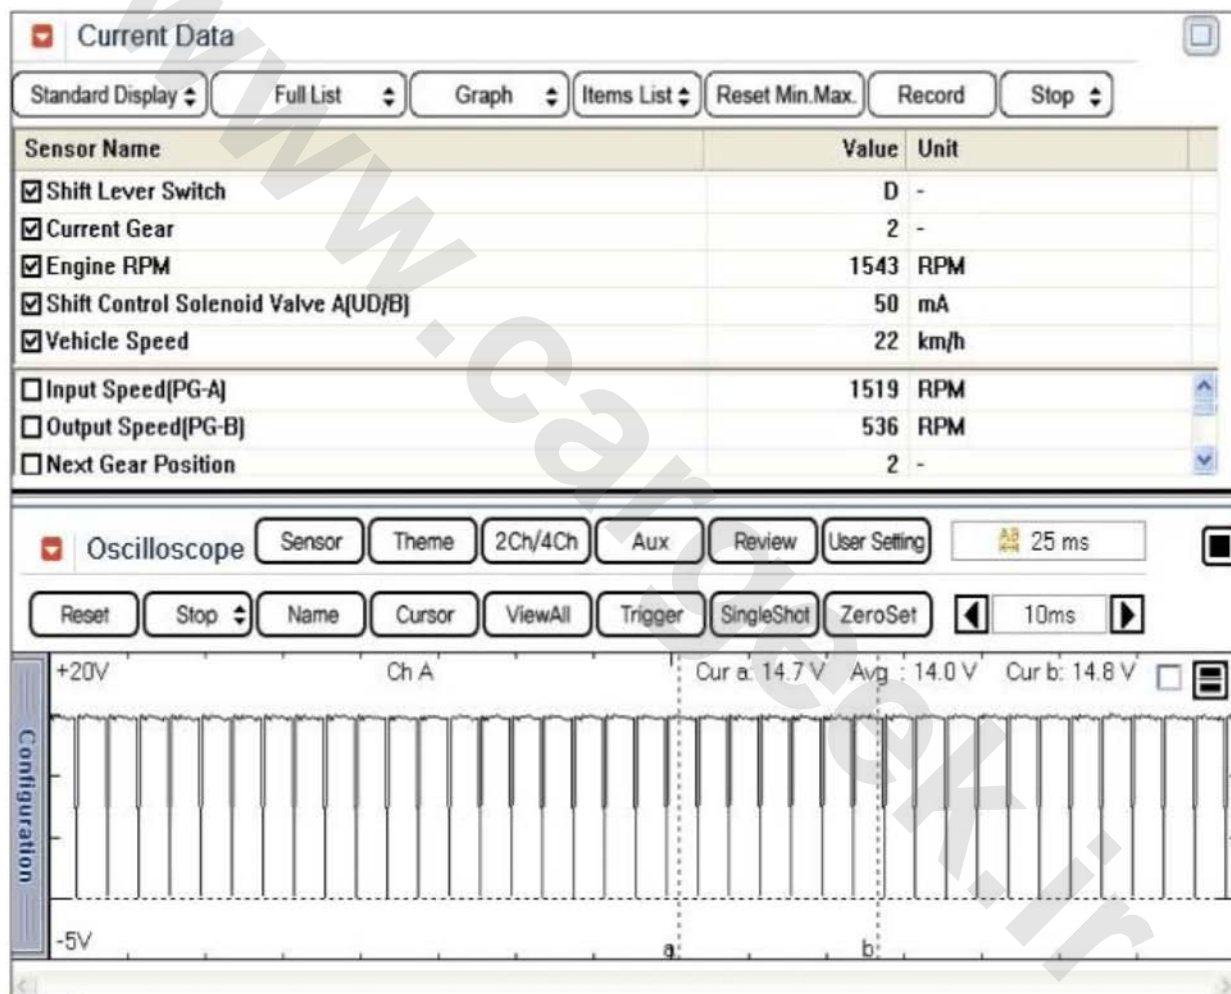 Current Data
Standard Display Full List Graph Items List Reset Min.Max. Record Stop
Sensor Name Value Unit
Shift Lever Switch D -
Current Gear 2 -
Engine RPM 1543 RPM
Shift Control Solenoid Valve A(UD/B) 50 mA
Vehicle Speed 22 km/h
Input Speed(PG-A) 1519 RPM
Output Speed(PG-B) 536 RPM
Next Gear Position 2 -
Oscilloscope Sensor Theme 2Ch/4Ch Aux Review User Setting AB 25 ms
Reset Stop Name Cursor ViewAll Trigger SingleShot ZeroSet 10ms
+20V Ch A Cur a: 14.7 V Avg : 14.0 V Cur b: 14.8 V
Configuration
-5V a b
www.cargeek.ir